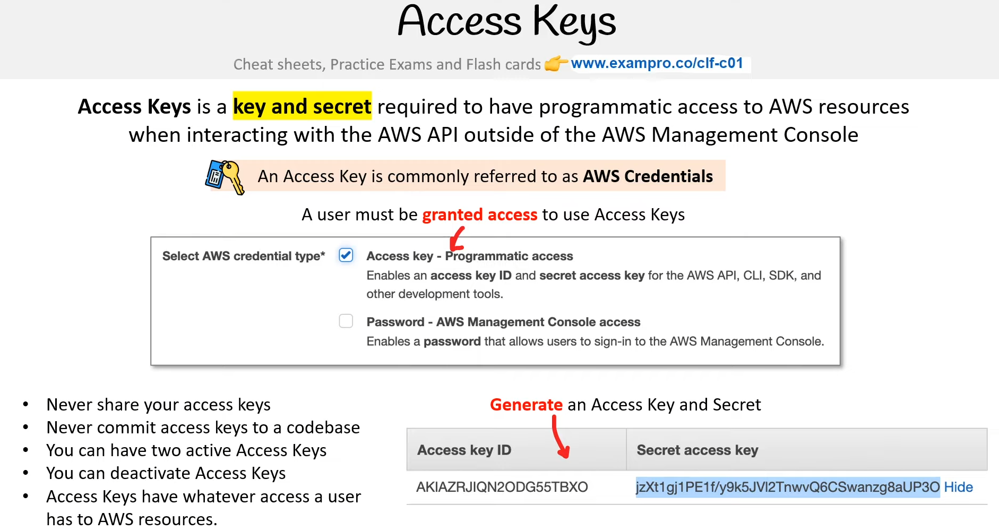 Access Keys
Cheat sheets, Practice Exams and Flash cards www.exampro.co/clf-c01
Access Keys is a key and secret required to have programmatic access to AWS resources
when interacting with the AWS API outside of the AWS Management Console
An Access Key is commonly referred to as AWS Credentials
A user must be granted access to use Access Keys
Select AWS credential type*
Access key - Programmatic access
Enables an access key ID and secret access key for the AWS API, CLI, SDK, and
other development tools.
Password - AWS Management Console access
Enables a password that allows users to sign-in to the AWS Management Console.
• Never share your access keys
• Never commit access keys to a codebase
• You can have two active Access Keys
• You can deactivate Access Keys
• Access Keys have whatever access a user
has to AWS resources.
Generate an Access Key and Secret
Access key ID Secret access key
AKIAZRJIQN2ODG55TBXO jzXt1gj1PE1f/y9k5JVl2TnwvQ6CSwanzg8aUP3O Hide